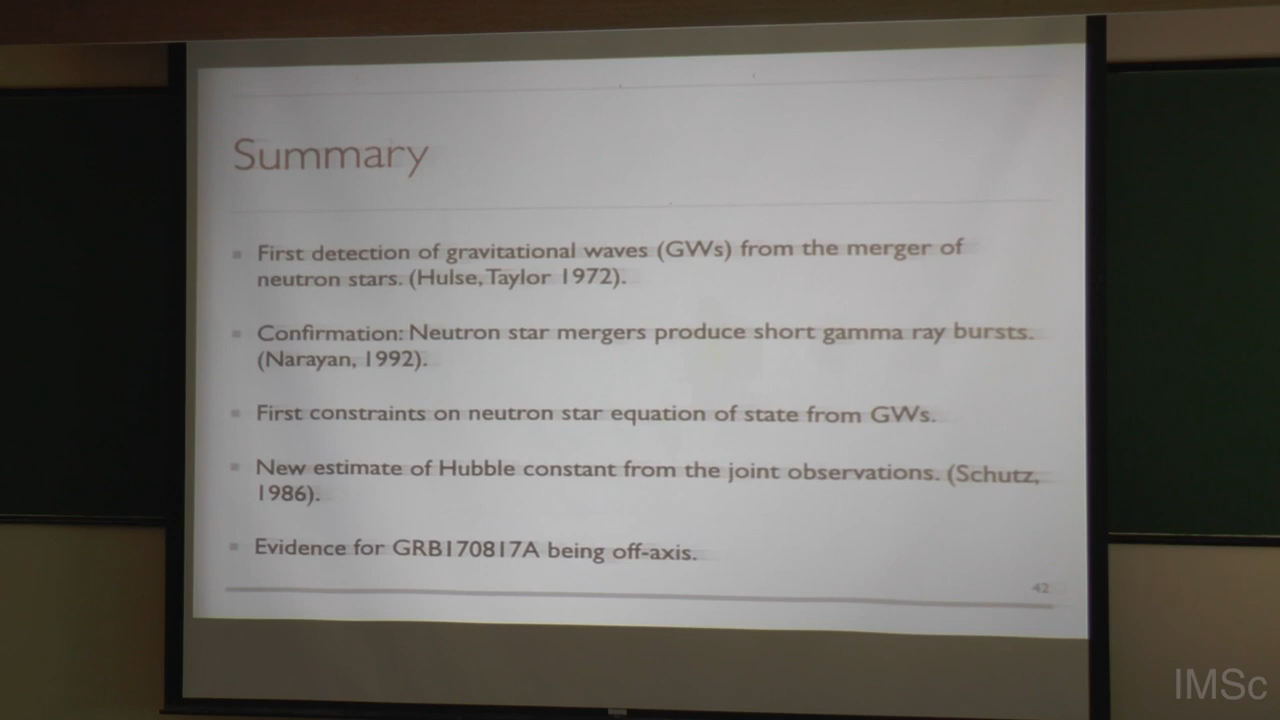 Summary
First detection of gravitational waves (GWs) from the merger of
neutron stars. (Hulse, Taylor 1972).
Confirmation: Neutron star mergers produce short gamma ray bursts.
(Narayan, 1992).
First constraints on neutron star equation of state from GWs.
New estimate of Hubble constant from the joint observations. (Schutz,
1986).
Evidence for GRB170817A being off-axis.
42
IMSc